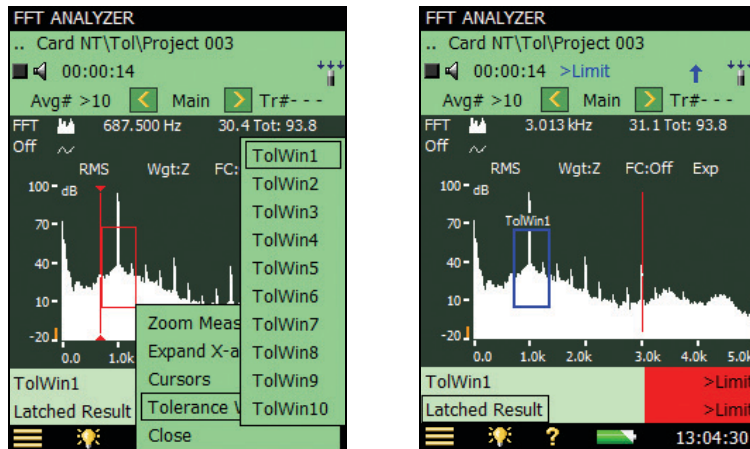 FFT ANALYZER
.. Card NT\Tol\Project 003
00:00:14
Avg# >10 < Main > Tr#- - -
FFT 687.500 Hz 30.4 Tot: 93.8
Off
RMS Wgt:Z FC:
100 dB
70
40
10
-20
0.0 1.0k
TolWin1
TolWin2
TolWin3
TolWin4
TolWin5
TolWin6
TolWin7
TolWin8
TolWin9
TolWin10
Zoom Meas
Expand X-a
Cursors
Tolerance W
Close
TolWin1
Latched Result
FFT ANALYZER
.. Card NT\Tol\Project 003
00:00:14 >Limit
Avg# >10 < Main > Tr#- - -
FFT 3.013 kHz 31.1 Tot: 93.8
Off
RMS Wgt:Z FC:Off Exp
100 dB
70
40
10
-20
TolWin1
0.0 1.0k 2.0k 3.0k 4.0k 5.0k
TolWin1 >Limit
Latched Result >Limit
? 13:04:30